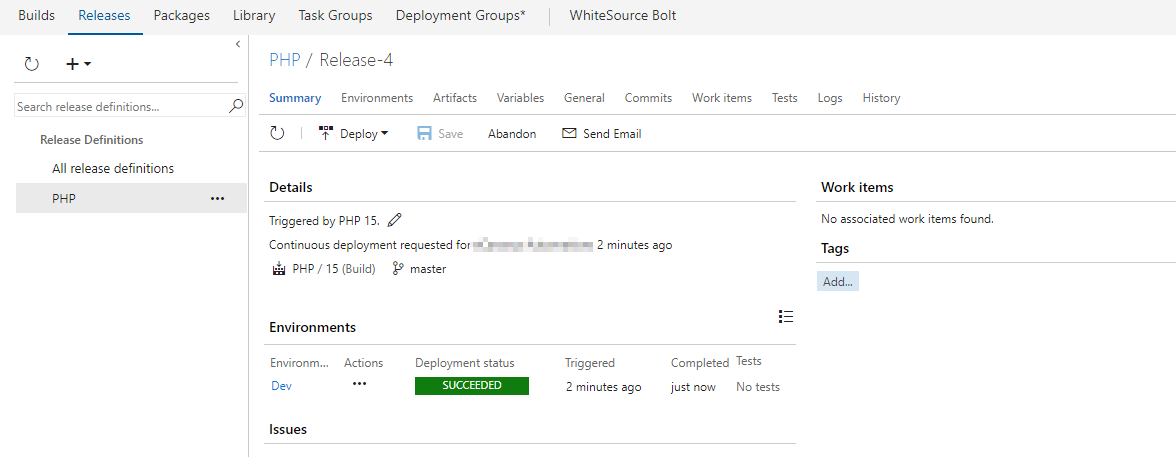 Builds Releases Packages Library Task Groups Deployment Groups* WhiteSource Bolt
PHP / Release-4
Summary Environments Artifacts Variables General Commits Work items Tests Logs History
Search release definitions...
Deploy Save Abandon Send Email
Release Definitions
All release definitions
PHP ...
Details
Triggered by PHP 15.
Continuous deployment requested for 2 minutes ago
PHP / 15 (Build) master
Environments
Environm... Actions Deployment status Triggered Completed Tests
Dev ... SUCCEEDED 2 minutes ago just now No tests
Issues
Work items
No associated work items found.
Tags
Add...